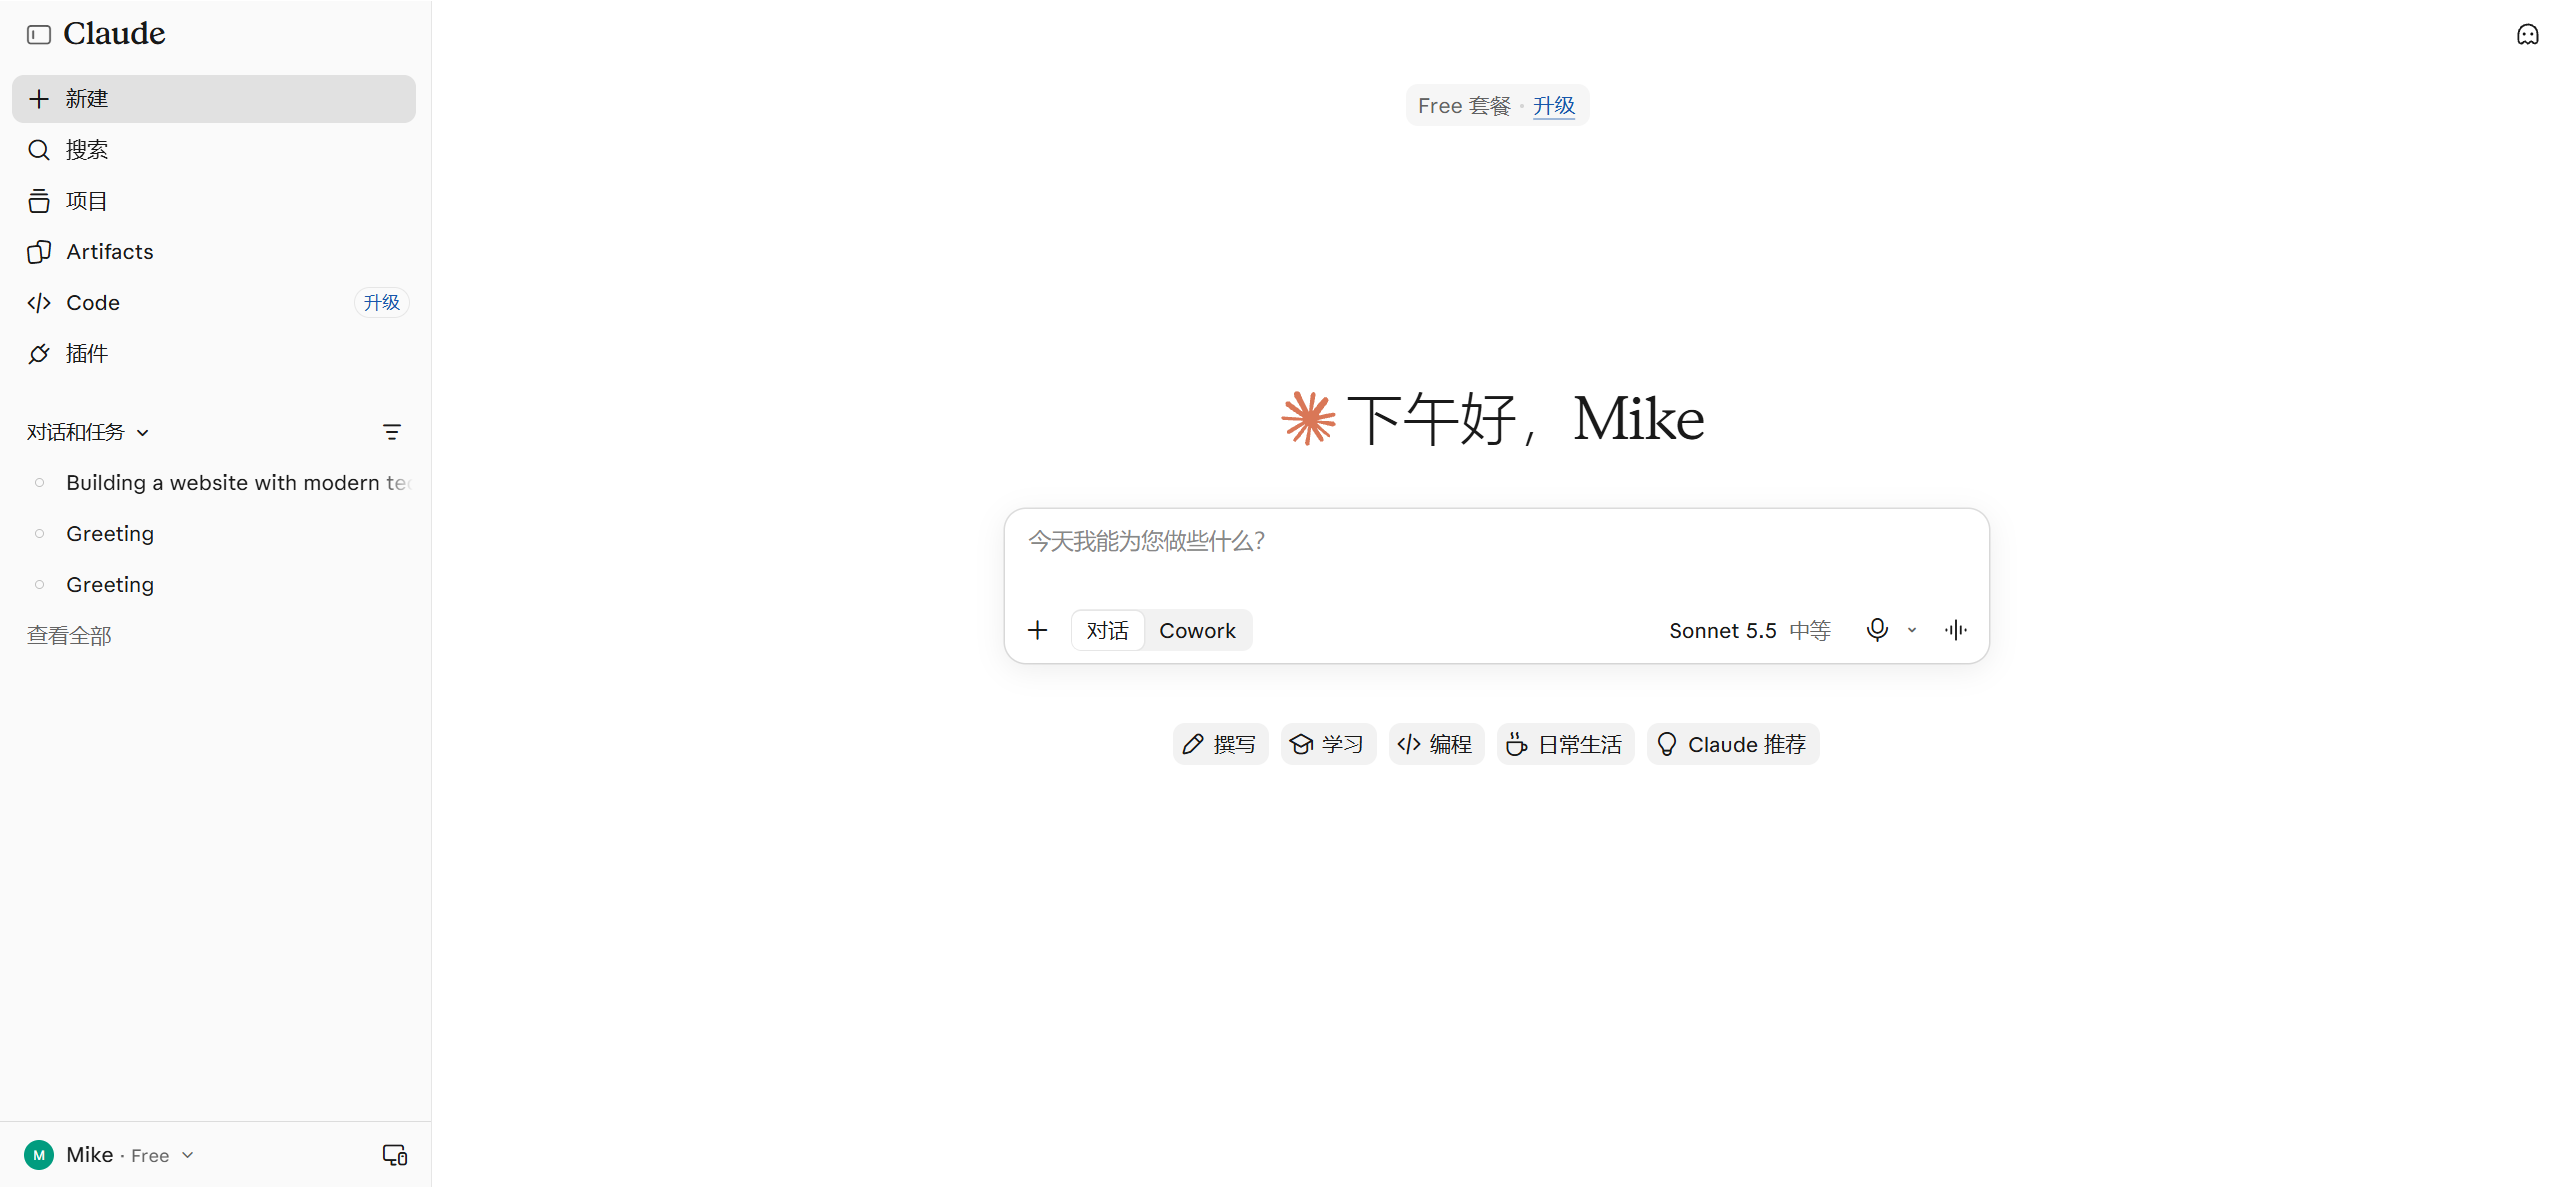 Claude
新建
搜索
项目
Artifacts
Code 升级
插件
对话和任务
Building a website with modern te
Greeting
Greeting
查看全部
M Mike · Free
Free 套餐 · 升级
下午好，Mike
今天我能为您做些什么？
对话 Cowork Sonnet 5.5 中等
撰写 学习 编程 日常生活 Claude 推荐